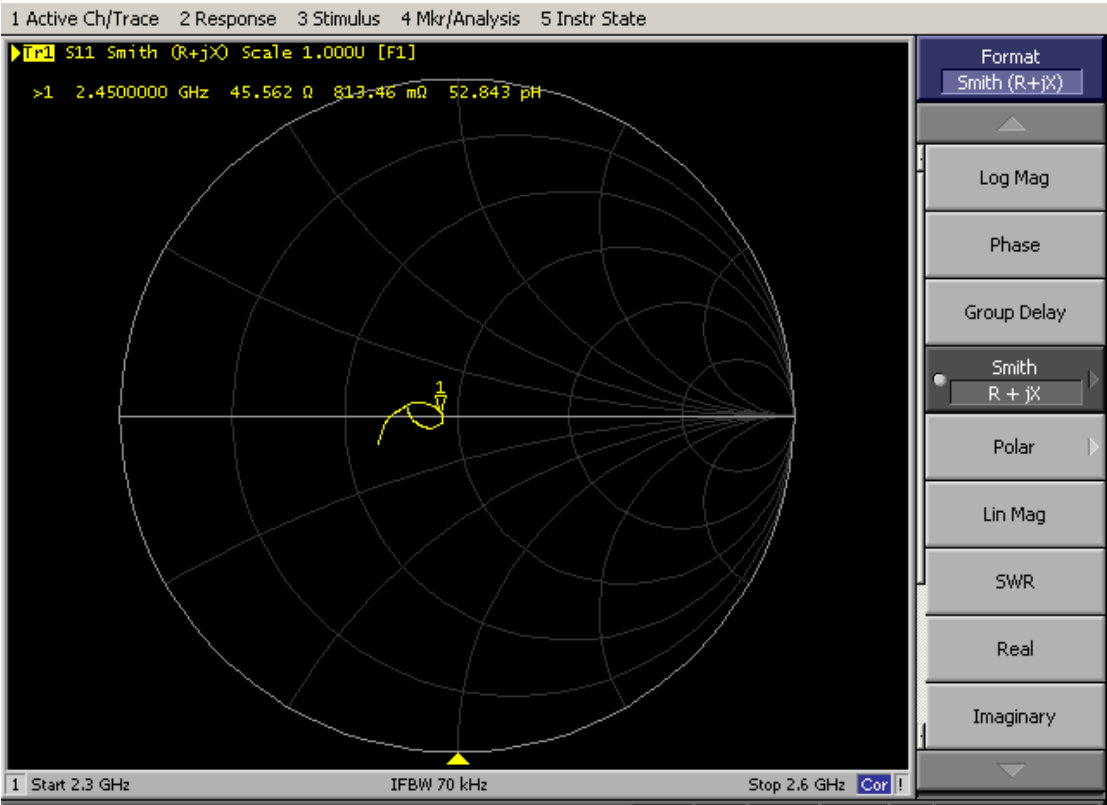 1 Active Ch/Trace 2 Response 3 Stimulus 4 Mkr/Analysis 5 Instr State
Tr1 S11 Smith (R+jX) Scale 1.000U [F1]
>1 2.4500000 GHz 45.562 Ω 813.46 mΩ 52.843 pH
1
1 Start 2.3 GHz IFBW 70 kHz Stop 2.6 GHz Cor !
Format
Smith (R+jX)
Log Mag
Phase
Group Delay
Smith
R + jX
Polar
Lin Mag
SWR
Real
Imaginary